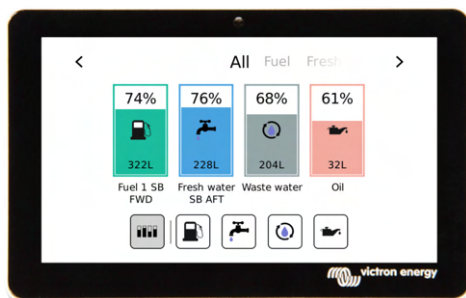 < All Fuel Fresh >
74% 76% 68% 61%
322L 228L 204L 32L
Fuel 1 SB Fresh water Waste water Oil
FWD SB AFT
victron energy